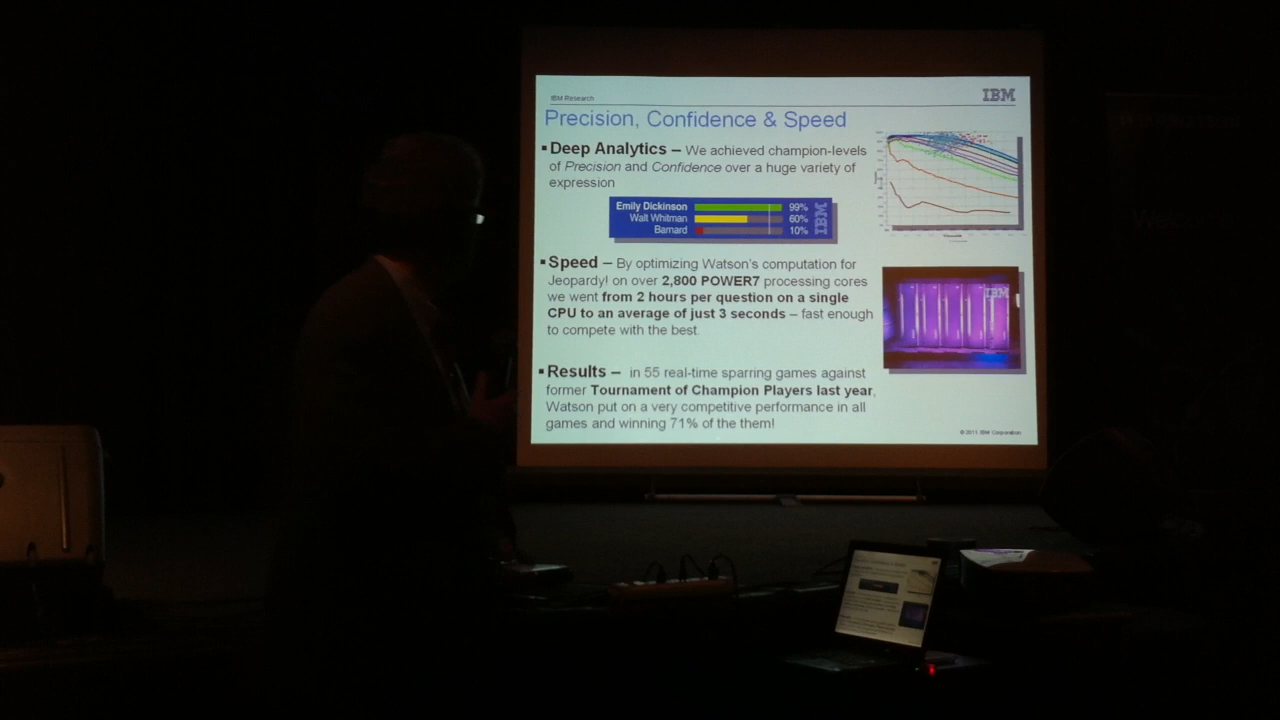 IBM Research
IBM
Precision, Confidence & Speed
▪ Deep Analytics – We achieved champion-levels
of Precision and Confidence over a huge variety of
expression
Emily Dickinson 99%
Walt Whitman 60%
Barnard 10%
IBM
▪ Speed – By optimizing Watson's computation for
Jeopardy! on over 2,800 POWER7 processing cores
we went from 2 hours per question on a single
CPU to an average of just 3 seconds – fast enough
to compete with the best.
IBM
▪ Results – in 55 real-time sparring games against
former Tournament of Champion Players last year,
Watson put on a very competitive performance in all
games and winning 71% of the them!
© 2011 IBM Corporation